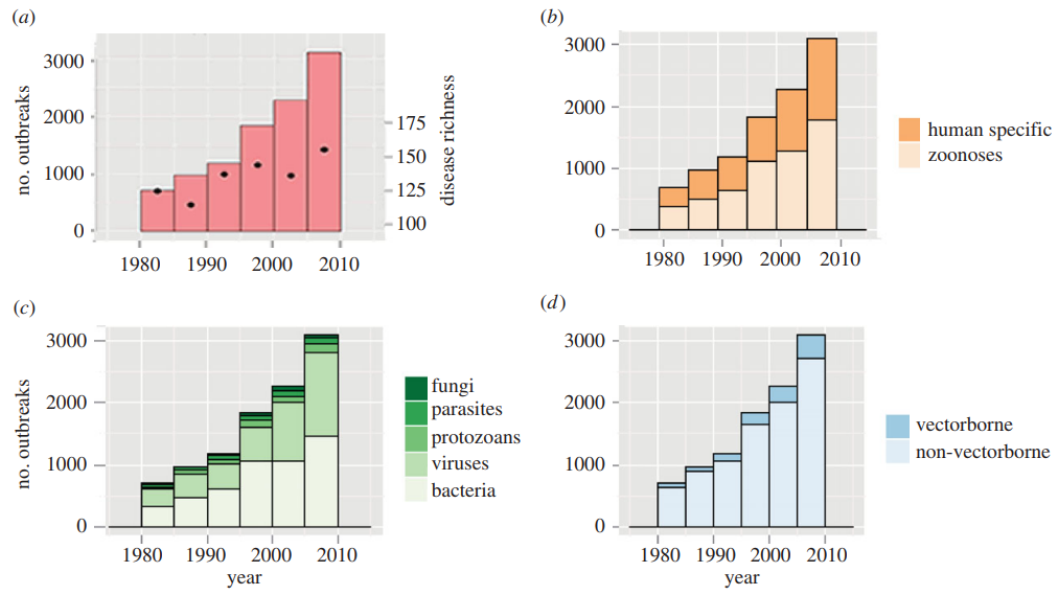 (a)
3000
2000
1000
0
no. outbreaks
175
150
125
100
disease richness
1980 1990 2000 2010
(b)
3000
2000
1000
0
1980 1990 2000 2010
human specific
zoonoses
(c)
3000
2000
1000
0
no. outbreaks
1980 1990 2000 2010
year
fungi
parasites
protozoans
viruses
bacteria
(d)
3000
2000
1000
0
1980 1990 2000 2010
year
vectorborne
non-vectorborne